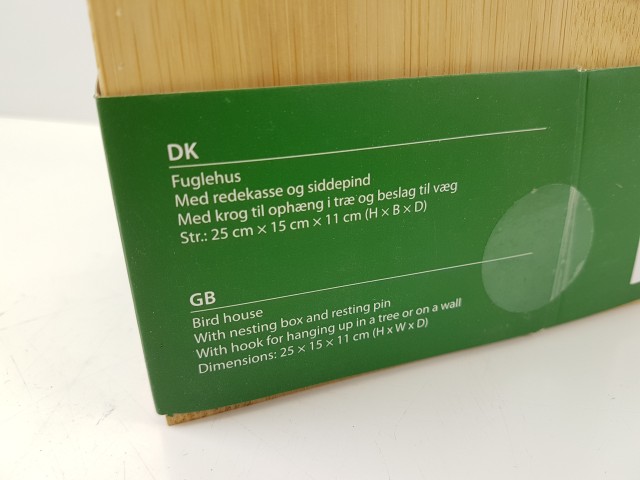 DK
Fuglehus
Med redekasse og siddepind
Med krog til ophæng i træ og beslag til væg
Str.: 25 cm × 15 cm × 11 cm (H × B × D)
GB
Bird house
With nesting box and resting pin
With hook for hanging up in a tree or on a wall
Dimensions: 25 × 15 × 11 cm (H x W x D)